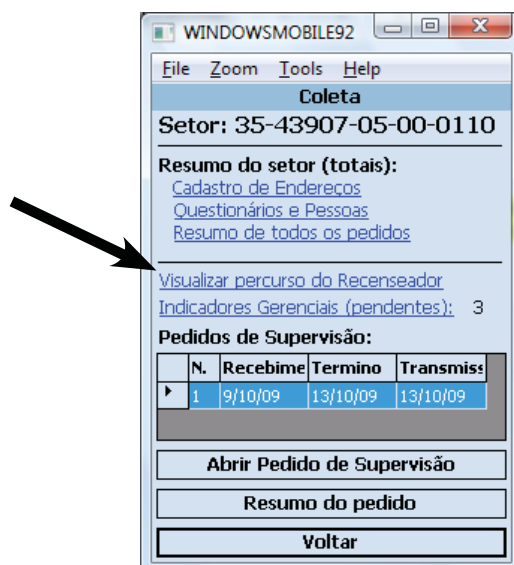 WINDOWSMOBILE92
File Zoom Tools Help
Coleta
Setor: 35-43907-05-00-0110
Resumo do setor (totais):
Cadastro de Endereços
Questionários e Pessoas
Resumo de todos os pedidos
Visualizar percurso do Recenseador
Indicadores Gerenciais (pendentes): 3
Pedidos de Supervisão:
N. Recebime Termino Transmiss
1 9/10/09 13/10/09 13/10/09
Abrir Pedido de Supervisão
Resumo do pedido
Voltar